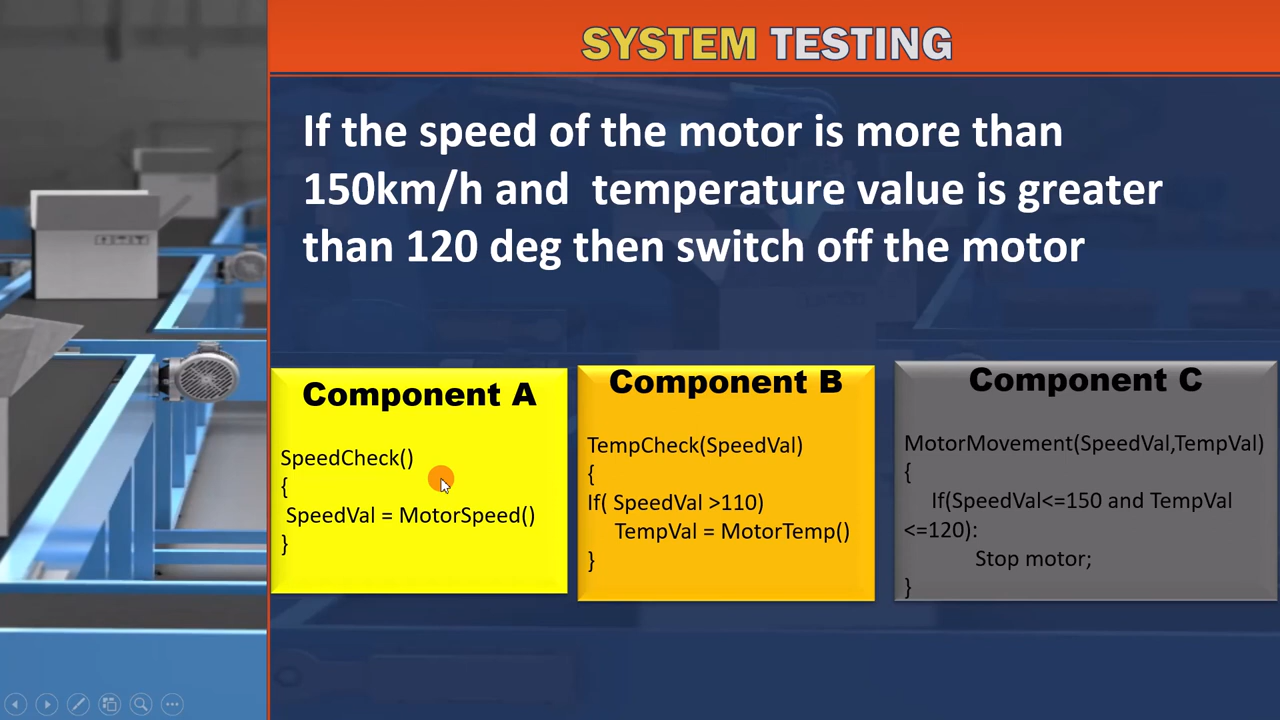 SYSTEM TESTING
If the speed of the motor is more than
150km/h and  temperature value is greater
than 120 deg then switch off the motor
Component A
SpeedCheck()
{
SpeedVal = MotorSpeed()
}
Component B
TempCheck(SpeedVal)
{
If( SpeedVal >110)
TempVal = MotorTemp()
}
Component C
MotorMovement(SpeedVal,TempVal)
{
If(SpeedVal<=150 and TempVal
<=120):
Stop motor;
}